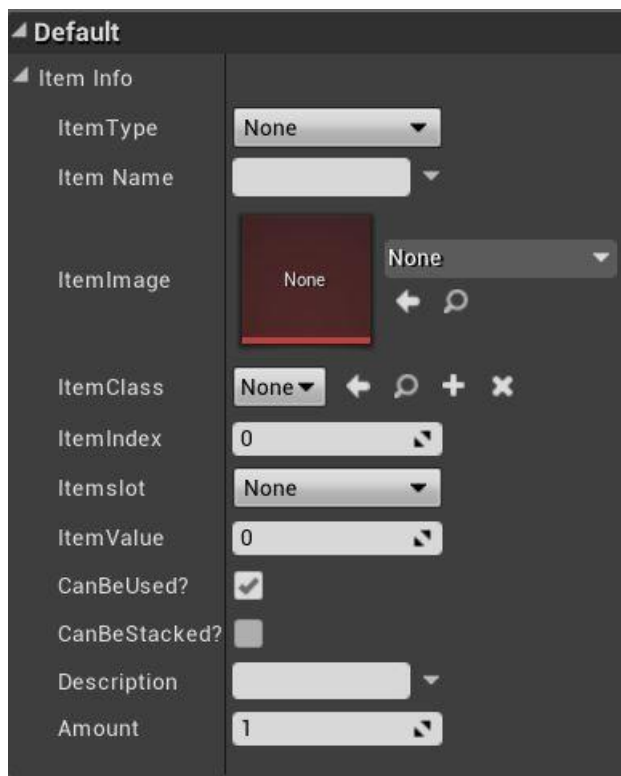 Default
Item Info
ItemType None
Item Name
None
ItemImage None
ItemClass None
ItemIndex 0
Itemslot None
ItemValue 0
CanBeUsed?
CanBeStacked?
Description
Amount 1